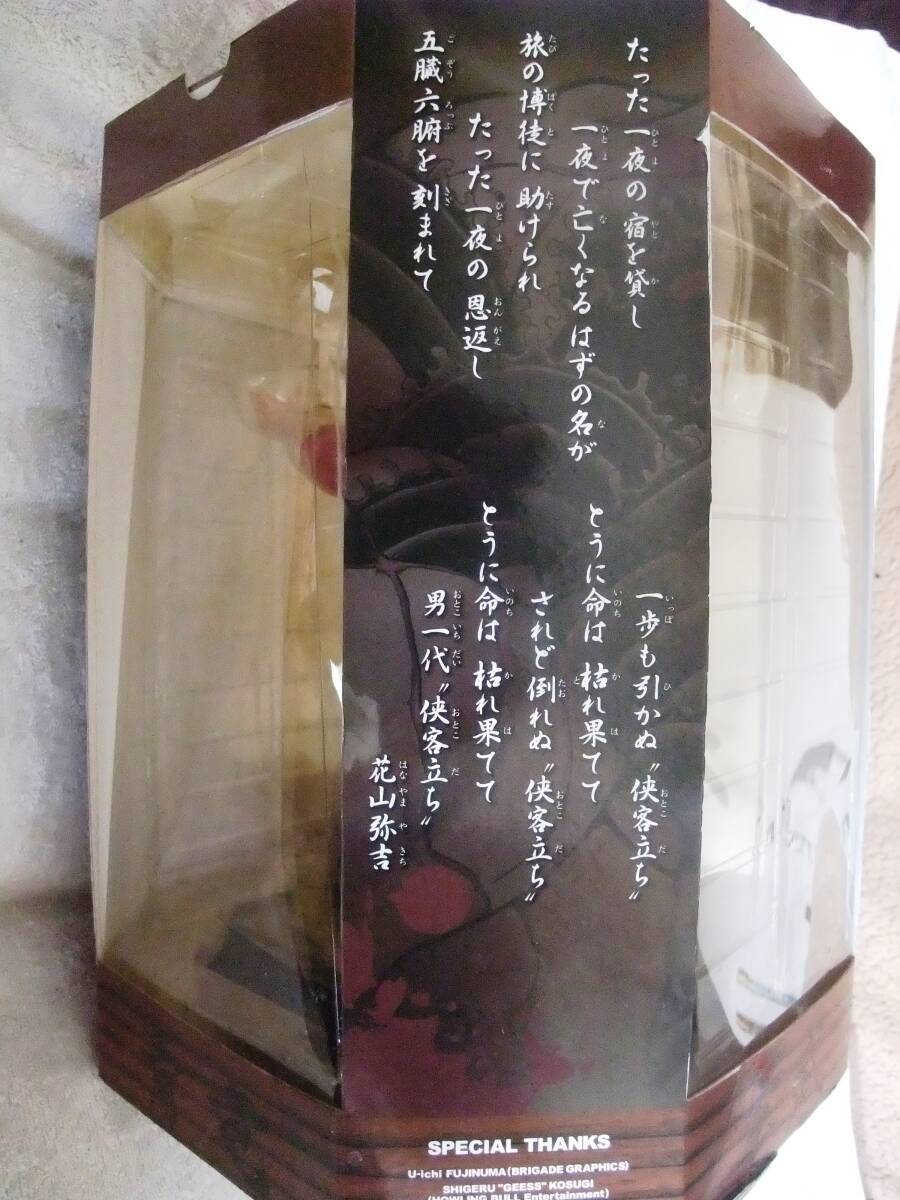 たった一夜の宿を貸し
一夜で亡くなるはずの名が
旅の博徒に助けられ
たった一夜の恩返し
五臓六腑を刻まれて
一歩も引かぬ〝侠客立ち〟
とうに命は枯れ果てて
されど倒れぬ〝侠客立ち〟
とうに命は枯れ果てて
男一代〝侠客立ち〟
花山弥吉
SPECIAL THANKS
U-ichi FUJINUMA (BRIGADE GRAPHICS)
SHIGERU "GEESS" KOSUGI
(HOWLING BULL Entertainment)